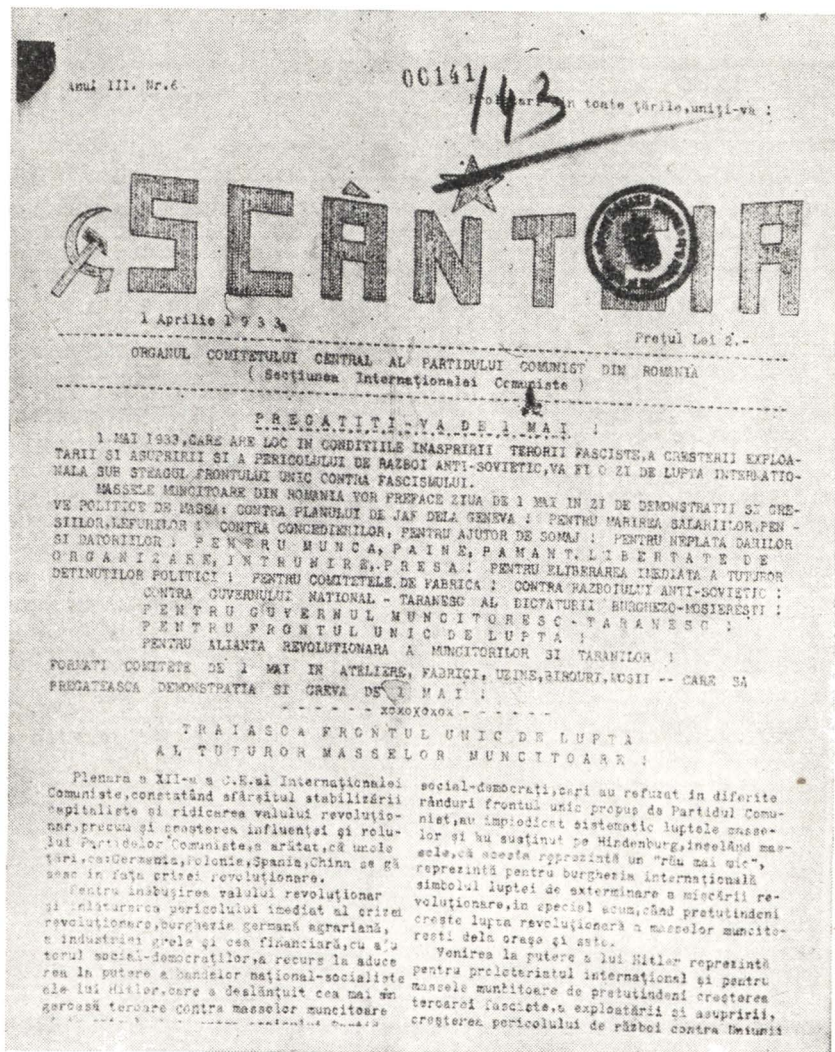 Anul III. Nr.6
00141
143
din toate ţările,uniţi-vă !
SCÂNTEIA
1 Aprilie 1933
Preţul Lei 2.-
ORGANUL COMITETULUI CENTRAL AL PARTIDULUI COMUNIST DIN ROMANIA
( Secţiunea Internaţionalei Comuniste )
PREGATITI-VA DE 1 MAI !
1 MAI 1933,CARE ARE LOC IN CONDITIILE INASPRIRII TERORII FASCISTE,A CRESTERII EXPLOA-
TARII SI ASUPRIRII SI A PERICOLULUI DE RAZBOI ANTI-SOVIETIC,VA FI O ZI DE LUPTA INTERNATIO-
NALA SUB STEAGUL FRONTULUI UNIC CONTRA FASCISMULUI.
MASSELE MUNCITOARE DIN ROMANIA VOR PREFACE ZIUA DE 1 MAI IN ZI DE DEMONSTRATII SI GRE-
VE POLITICE DE MASSA: CONTRA PLANULUI DE JAF DELA GENEVA ! PENTRU MARIREA SALARIILOR,PEN-
SIILOR,LEFURILOR ! CONTRA CONCEDIERILOR, PENTRU AJUTOR DE SOMAJ ! PENTRU NEPLATA DARILOR
SI DATORIILOR ! PENTRU MUNCA, PAINE, PAMANT, LIBERTATE DE
ORGANIZARE, INTRUNIRE, PRESA! PENTRU ELIBERAREA IMEDIATA A TUTUROR
DETINUTILOR POLITICI ! PENTRU COMITETELE DE FABRICA ! CONTRA RAZBOIULUI ANTI-SOVIETIC !
CONTRA GUVERNULUI NATIONAL - TARANESC AL DICTATURII BURGHEZO-MOSIERESTI !
PENTRU GUVERNUL MUNCITORESC-TARANESC !
PENTRU FRONTUL UNIC DE LUPTA !
PENTRU ALIANTA REVOLUTIONARA A MUNCITORILOR SI TARANILOR !
FORMATI COMITETE DE 1 MAI IN ATELIERE, FABRICI, UZINE,BIROURI,MOSII -- CARE SA
PREGATEASCA DEMONSTRATIA SI GREVA DE 1 MAI !
- - - - - - xoxoxoxox - - - - - -
TRAIASCA FRONTUL UNIC DE LUPTA
AL TUTUROR MASSELOR MUNCITOARE !
Plenara a XII-a a C.E.al Internaţionalei
Comuniste,constatând sfârşitul stabilizării
capitaliste şi ridicarea valului revoluţio-
nar,precum şi creşterea influenţei şi rolu-
lui Partidelor Comuniste,a arătat,că unele
ţări,ca:Germania,Polonia,Spania,China se gă
sesc în faţa crizei revoluţionare.
Pentru înăbuşirea valului revoluţionar
şi înlăturarea pericolului imediat al crizei
revoluţionare,burghezia germană agrariană,
a industriei grele şi cea financiară,cu aju
torul social-democraţilor,a recurs la aduce
rea la putere a bandelor naţional-socialiste
ale lui Hitler,care a deslănţuit cea mai
teroare contra masselor muncitoare
social-democraţi,cari au refuzat în diferite
rânduri frontul unic propus de Partidul Comu-
nist,au împiedicat sistematic luptele masse-
lor şi au susţinut pe Hindenburg,înselând mas-
sele,că acesta reprezintă un "rău mai mic",
reprezintă pentru burghezia internaţională
simbolul luptei de exterminare a mişcării re-
voluţionare,în special acum,când pretutindeni
creşte lupta revoluţionară a masselor muncito-
resti dela oraşe şi sate.
Venirea la putere a lui Hitler reprezintă
pentru proletariatul internaţional şi pentru
massele muntitoare de pretutindeni creşterea
teroarei fasciste,a exploatării şi asupririi,
creşterea pericolului de război contra Uniunii